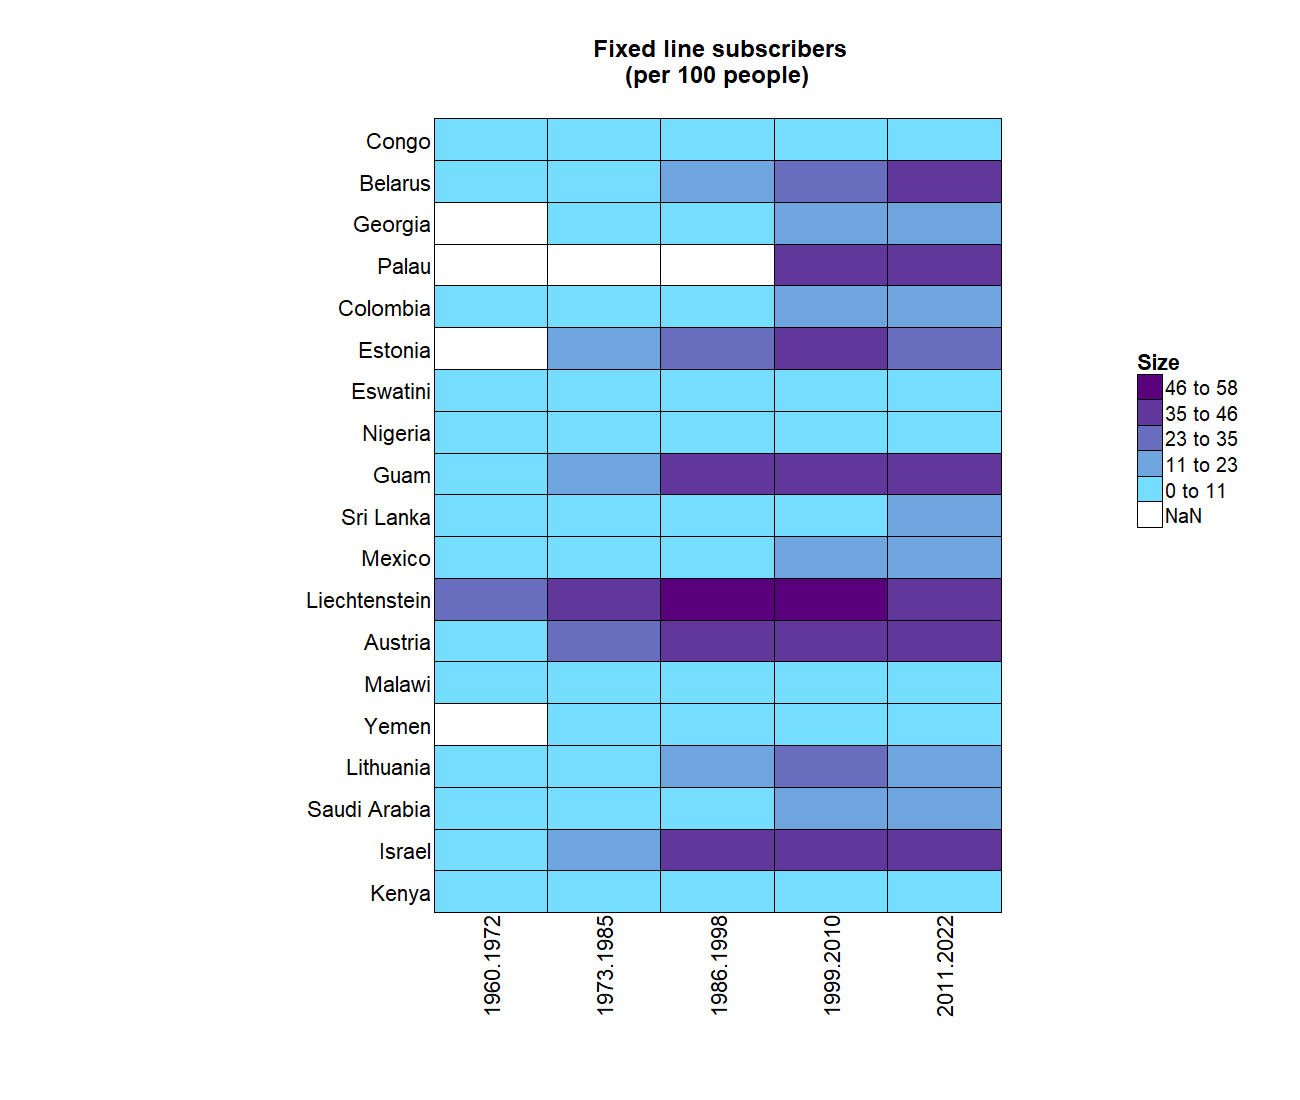 Fixed line subscribers
(per 100 people)
Congo
Belarus
Georgia
Palau
Colombia
Estonia
Eswatini
Nigeria
Guam
Sri Lanka
Mexico
Liechtenstein
Austria
Malawi
Yemen
Lithuania
Saudi Arabia
Israel
Kenya
1960.1972
1973.1985
1986.1998
1999.2010
2011.2022
Size
46 to 58
35 to 46
23 to 35
11 to 23
0 to 11
NaN